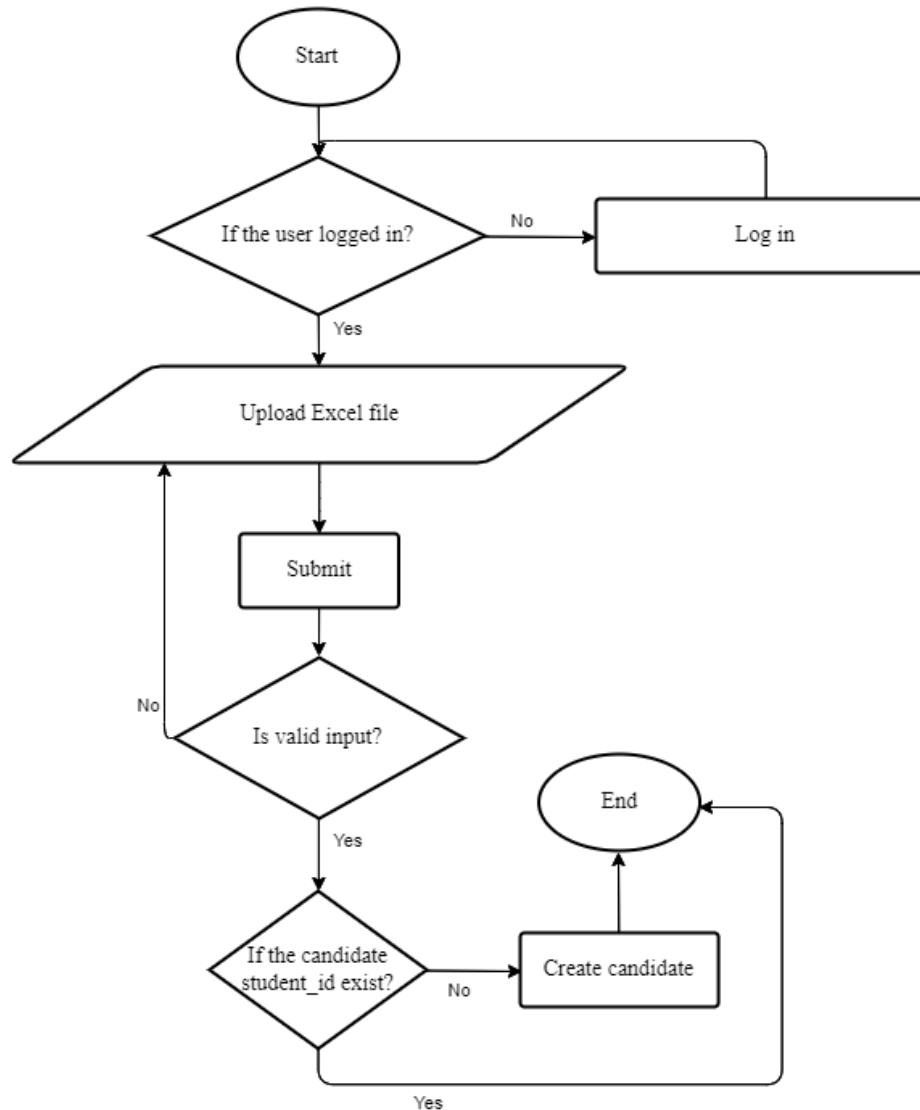 Start
If the user logged in?
No
Log in
Yes
Upload Excel file
Submit
Is valid input?
No
Yes
End
If the candidate
student_id exist?
No
Create candidate
Yes